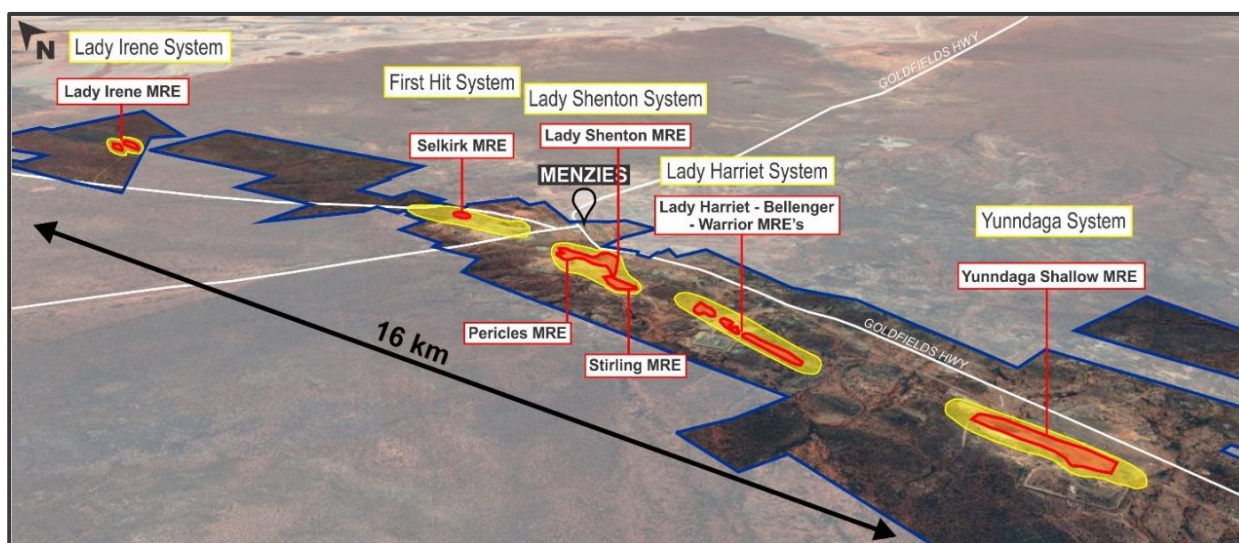 N
Lady Irene System
Lady Irene MRE
First Hit System
Selkirk MRE
Lady Shenton System
Lady Shenton MRE
MENZIES
GOLDFIELDS HWY
Lady Harriet System
Lady Harriet - Bellenger
- Warrior MRE's
Yunndaga System
Yunndaga Shallow MRE
Pericles MRE
Stirling MRE
GOLDFIELDS HWY
16 km